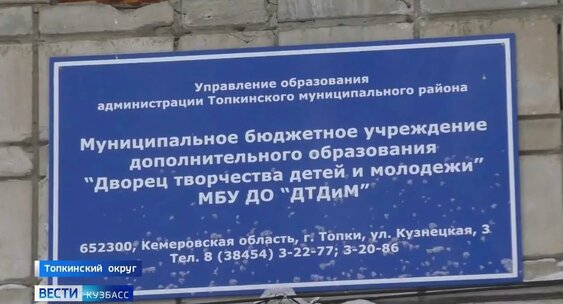 Управление образования
администрации Топкинского муниципального района
Муниципальное бюджетное учреждение
дополнительного образования
“Дворец творчества детей и молодежи”
МБУ ДО “ДТДиМ”
652300, Кемеровская область, г. Топки, ул. Кузнецкая, 3
Тел. 8 (38454) 3-22-77; 3-20-86
Топкинский округ
ВЕСТИ КУЗБАСС